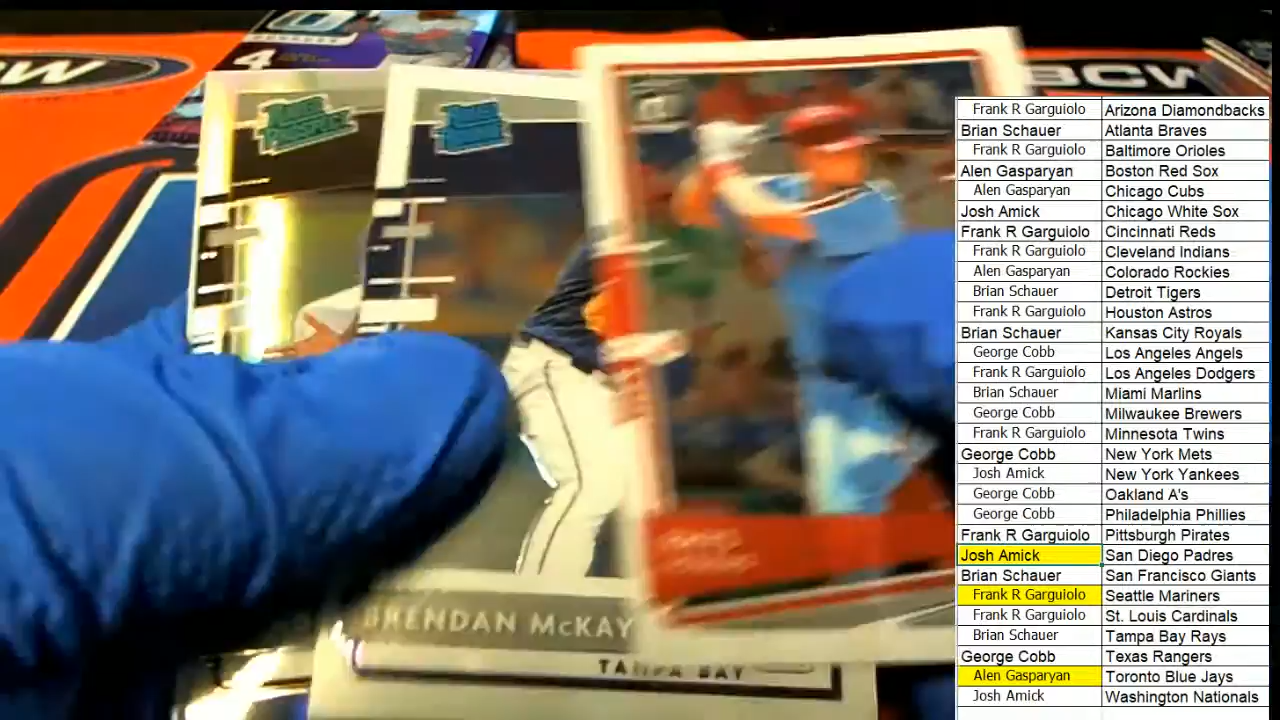 4
BCW
Rated
Prospect
BRENDAN McKAY
TAMPA BAY
Frank R Garguiolo Arizona Diamondbacks
Brian Schauer Atlanta Braves
Frank R Garguiolo Baltimore Orioles
Alen Gasparyan Boston Red Sox
Alen Gasparyan Chicago Cubs
Josh Amick Chicago White Sox
Frank R Garguiolo Cincinnati Reds
Frank R Garguiolo Cleveland Indians
Alen Gasparyan Colorado Rockies
Brian Schauer Detroit Tigers
Frank R Garguiolo Houston Astros
Brian Schauer Kansas City Royals
George Cobb Los Angeles Angels
Frank R Garguiolo Los Angeles Dodgers
Brian Schauer Miami Marlins
George Cobb Milwaukee Brewers
Frank R Garguiolo Minnesota Twins
George Cobb New York Mets
Josh Amick New York Yankees
George Cobb Oakland A's
George Cobb Philadelphia Phillies
Frank R Garguiolo Pittsburgh Pirates
Josh Amick San Diego Padres
Brian Schauer San Francisco Giants
Frank R Garguiolo Seattle Mariners
Frank R Garguiolo St. Louis Cardinals
Brian Schauer Tampa Bay Rays
George Cobb Texas Rangers
Alen Gasparyan Toronto Blue Jays
Josh Amick Washington Nationals